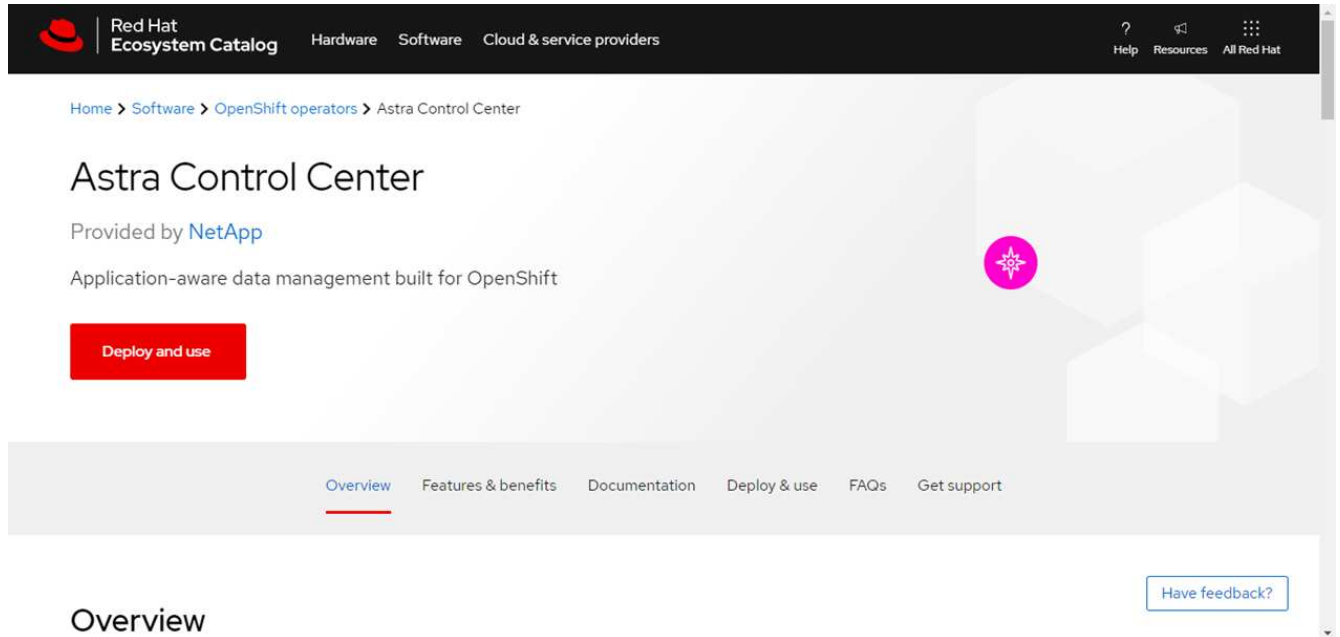 Red Hat
Ecosystem Catalog
Hardware Software Cloud & service providers
? 
Help Resources All Red Hat
Home > Software > OpenShift operators > Astra Control Center
Astra Control Center
Provided by NetApp
Application-aware data management built for OpenShift
Deploy and use
Overview Features & benefits Documentation Deploy & use FAQs Get support
Have feedback?
Overview